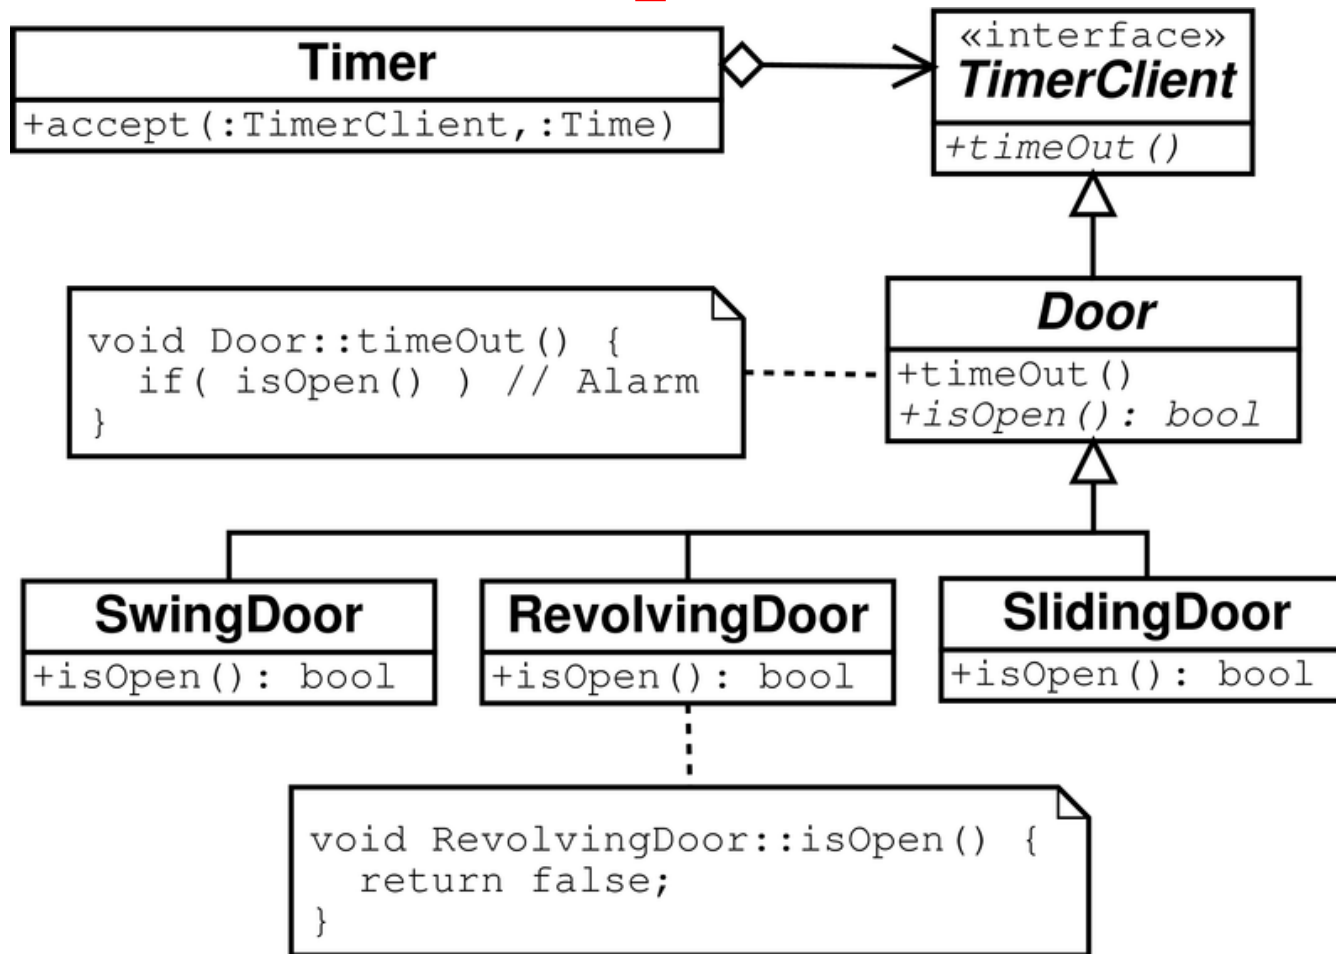 Timer
+accept(:TimerClient,:Time)
«interface»
TimerClient
+timeOut()
void Door::timeOut() {
if( isOpen() ) // Alarm
}
Door
+timeOut()
+isOpen(): bool
SwingDoor
+isOpen(): bool
RevolvingDoor
+isOpen(): bool
SlidingDoor
+isOpen(): bool
void RevolvingDoor::isOpen() {
return false;
}